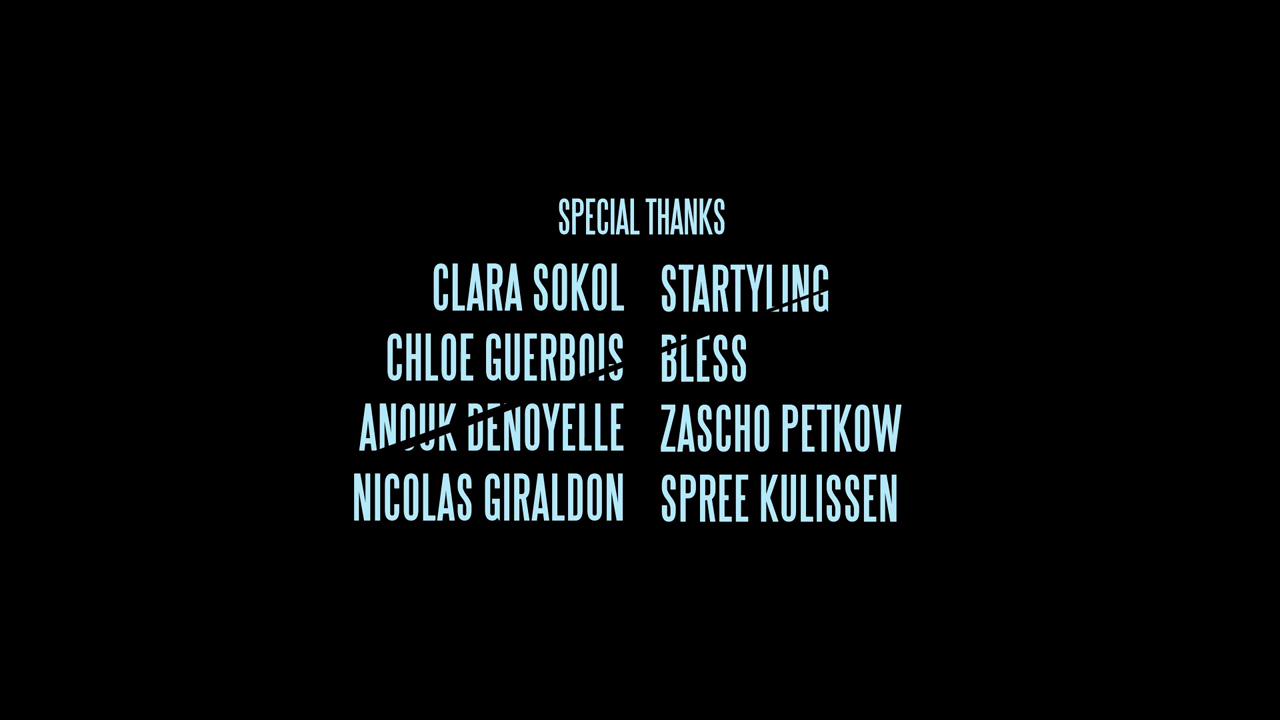 SPECIAL THANKS
CLARA SOKOL STARTYLING
CHLOE GUERBOIS BLESS
ANOUK DENOYELLE ZASCHO PETKOW
NICOLAS GIRALDON SPREE KULISSEN